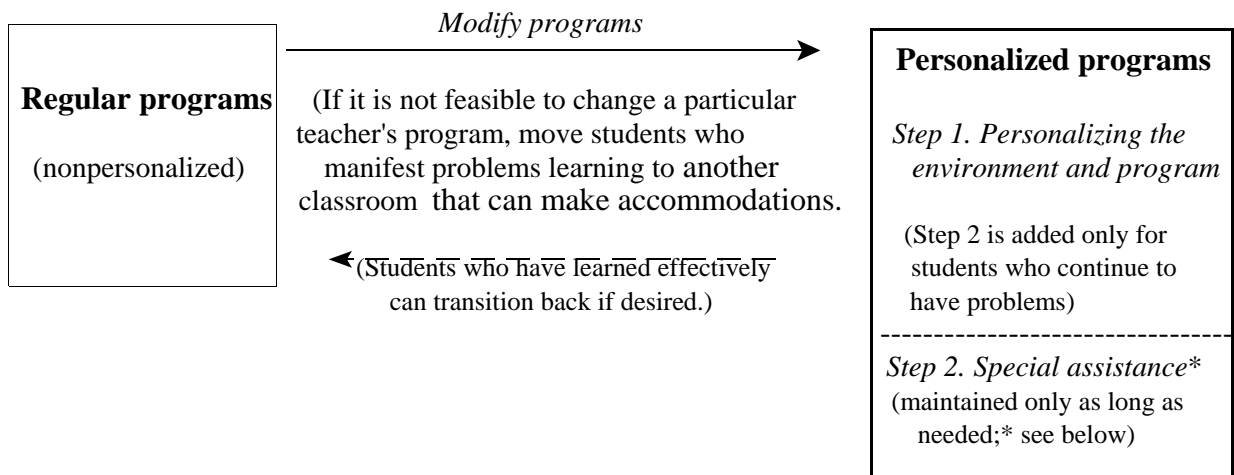 Regular programs
(nonpersonalized)
Modify programs
(If it is not feasible to change a particular
teacher's program, move students who
manifest problems learning to another
classroom that can make accommodations.
(Students who have learned effectively
can transition back if desired.)
Personalized programs
Step 1. Personalizing the
environment and program
(Step 2 is added only for
students who continue to
have problems)
Step 2. Special assistance*
(maintained only as long as
needed;* see below)